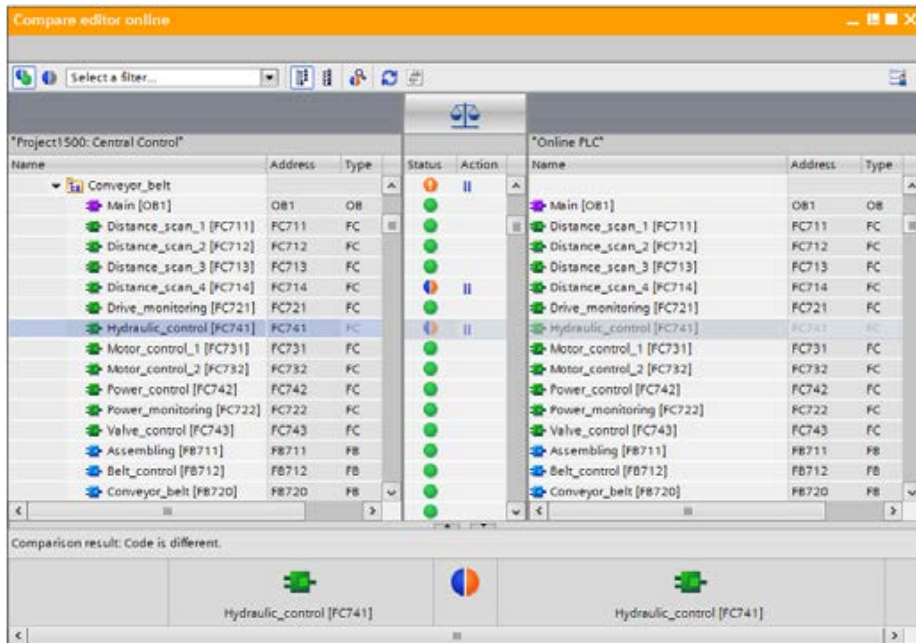 Compare editor online
Select a filter...
"Project1500: Central Control" "Online PLC"
Name Address Type Status Action Name Address Type
Conveyor_belt
Main [OB1] OB1 OB Main [OB1] OB1 OB
Distance_scan_1 [FC711] FC711 FC Distance_scan_1 [FC711] FC711 FC
Distance_scan_2 [FC712] FC712 FC Distance_scan_2 [FC712] FC712 FC
Distance_scan_3 [FC713] FC713 FC Distance_scan_3 [FC713] FC713 FC
Distance_scan_4 [FC714] FC714 FC Distance_scan_4 [FC714] FC714 FC
Drive_monitoring [FC721] FC721 FC Drive_monitoring [FC721] FC721 FC
Hydraulic_control [FC741] FC741 FC Hydraulic_control [FC741] FC741 FC
Motor_control_1 [FC731] FC731 FC Motor_control_1 [FC731] FC731 FC
Motor_control_2 [FC732] FC732 FC Motor_control_2 [FC732] FC732 FC
Power_control [FC742] FC742 FC Power_control [FC742] FC742 FC
Power_monitoring [FC722] FC722 FC Power_monitoring [FC722] FC722 FC
Valve_control [FC743] FC743 FC Valve_control [FC743] FC743 FC
Assembling [FB711] FB711 FB Assembling [FB711] FB711 FB
Belt_control [FB712] FB712 FB Belt_control [FB712] FB712 FB
Conveyor_belt [FB720] FB720 FB Conveyor_belt [FB720] FB720 FB
Comparison result: Code is different.
Hydraulic_control [FC741] Hydraulic_control [FC741]